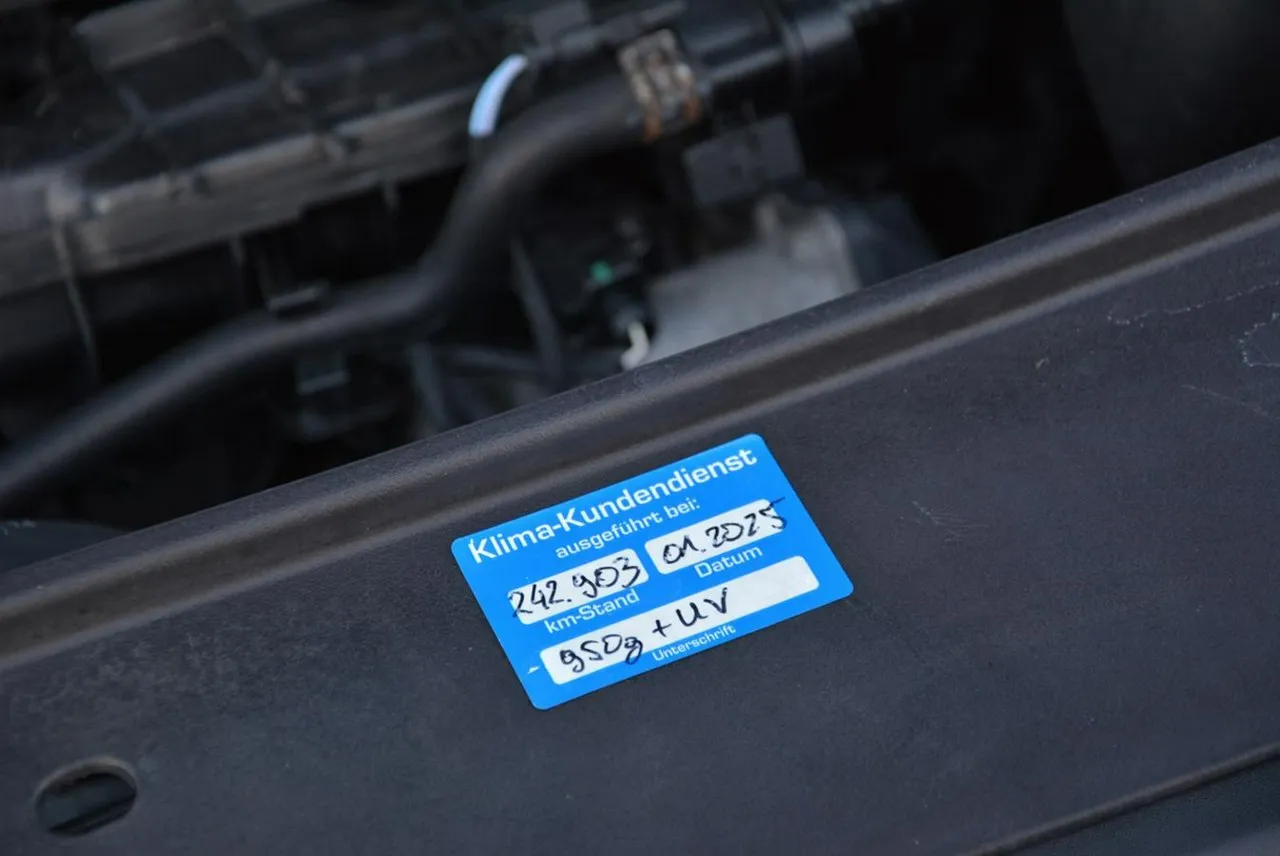 Klima-Kundendienst
ausgeführt bei:
242.903 01.2025
km-Stand Datum
950g + UV
Unterschrift